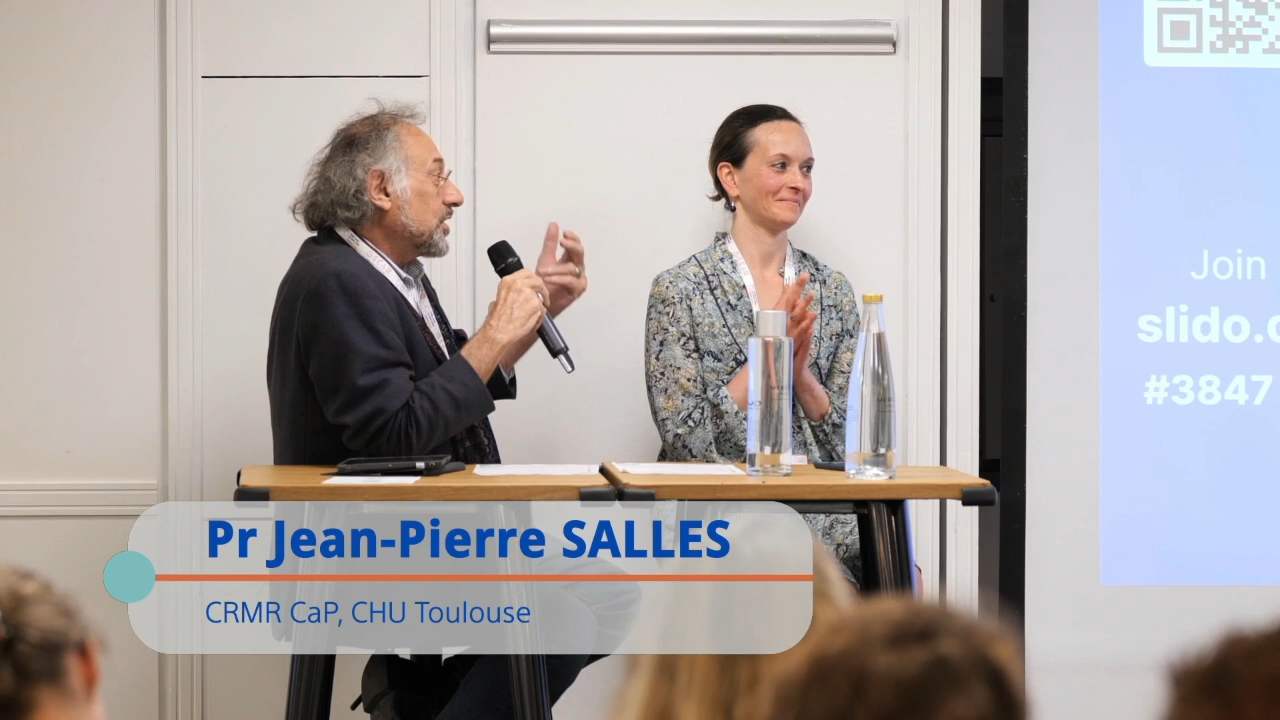 Join
slido.
#3847
Pr Jean-Pierre SALLES
CRMR CaP, CHU Toulouse